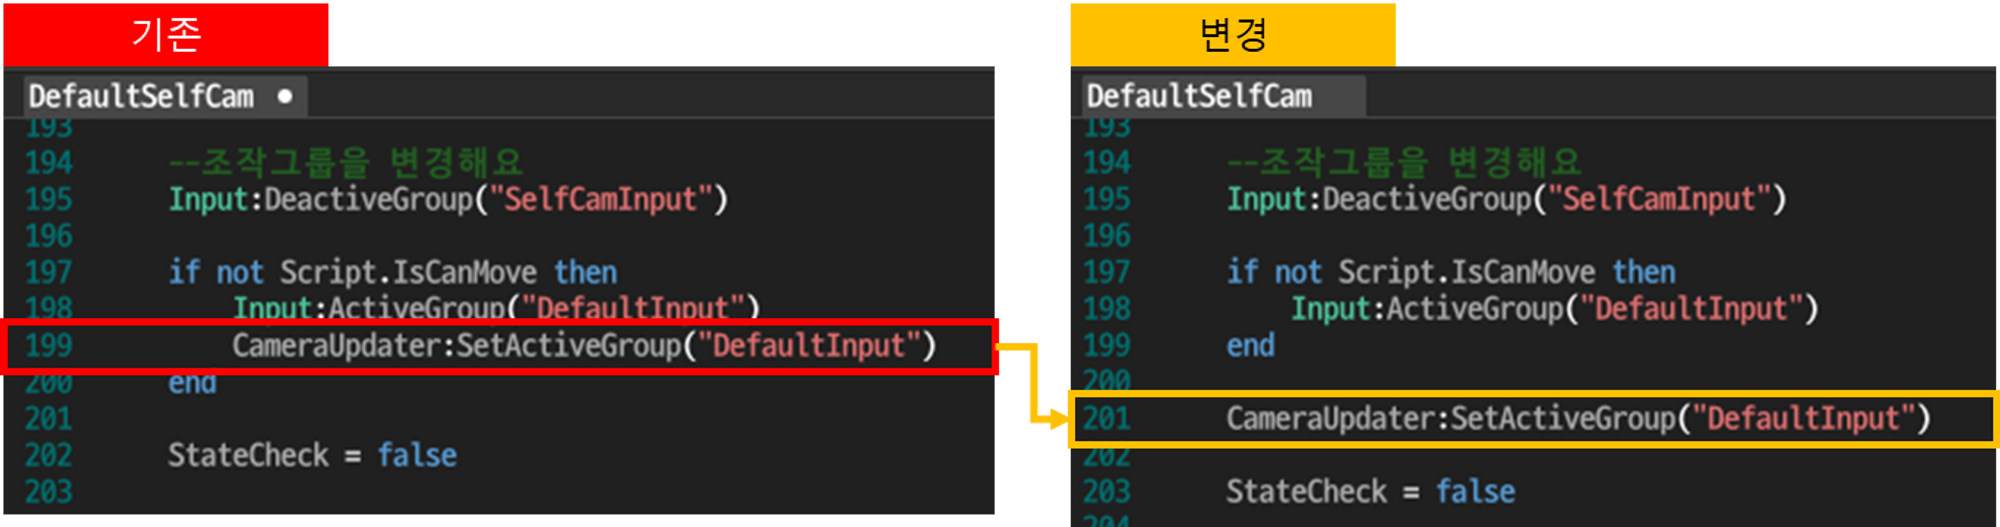 기존
DefaultSelfCam ●
193
194 --조작그룹을 변경해요
195 Input:DeactiveGroup("SelfCamInput")
196
197 if not Script.IsCanMove then
198 Input:ActiveGroup("DefaultInput")
199 CameraUpdater:SetActiveGroup("DefaultInput")
200 end
201
202 StateCheck = false
203
변경
DefaultSelfCam
193
194 --조작그룹을 변경해요
195 Input:DeactiveGroup("SelfCamInput")
196
197 if not Script.IsCanMove then
198 Input:ActiveGroup("DefaultInput")
199 end
200
201 CameraUpdater:SetActiveGroup("DefaultInput")
202
203 StateCheck = false
204